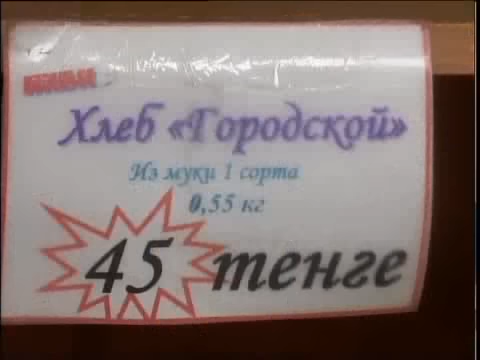 Хлеб «Городской»
Из муки 1 сорта
0,55 кг
45 тенге